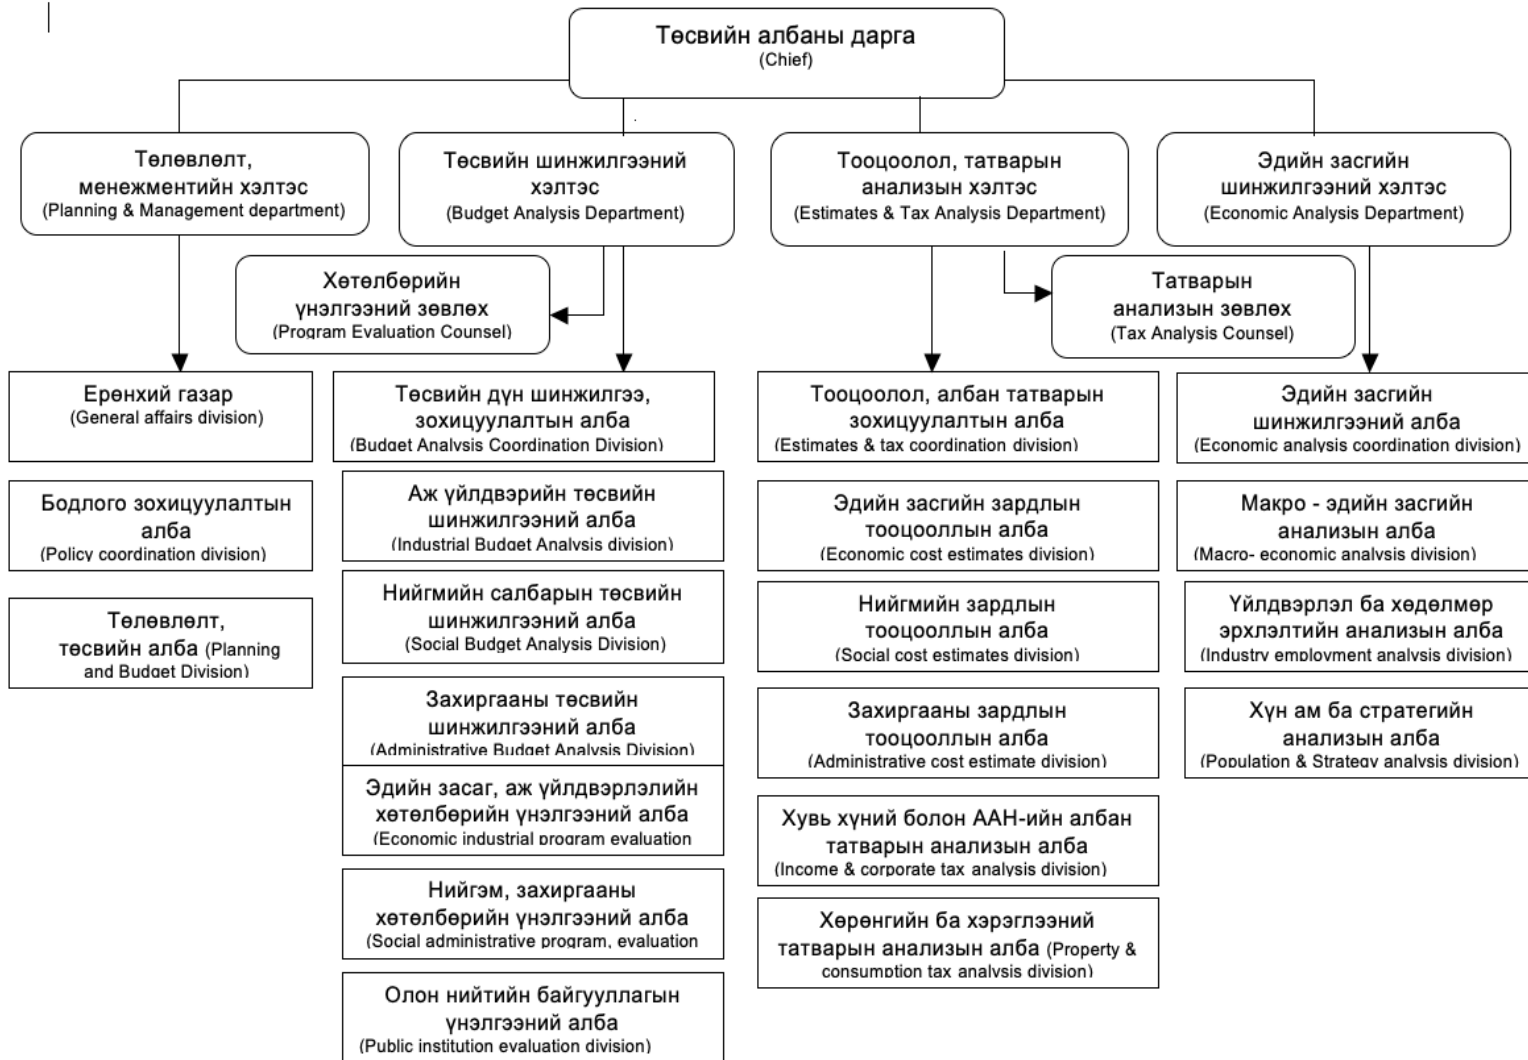 Төсвийн албаны дарга
(Chief)
Төлөвлөлт,
менежментийн хэлтэс
(Planning & Management department)
Төсвийн шинжилгээний
хэлтэс
(Budget Analysis Department)
Тооцоолол, татварын
анализын хэлтэс
(Estimates & Tax Analysis Department)
Эдийн засгийн
шинжилгээний хэлтэс
(Economic Analysis Department)
Хөтөлбөрийн
үнэлгээний зөвлөх
(Program Evaluation Counsel)
Татварын
анализын зөвлөх
(Tax Analysis Counsel)
Ерөнхий газар
(General affairs division)
Бодлого зохицуулалтын
алба
(Policy coordination division)
Төлөвлөлт,
төсвийн алба (Planning
and Budget Division)
Төсвийн дүн шинжилгээ,
зохицуулалтын алба
(Budget Analysis Coordination Division)
Аж үйлдвэрийн төсвийн
шинжилгээний алба
(Industrial Budget Analysis division)
Нийгмийн салбарын төсвийн
шинжилгээний алба
(Social Budget Analysis Division)
Захиргааны төсвийн
шинжилгээний алба
(Administrative Budget Analysis Division)
Эдийн засаг, аж үйлдвэрлэлийн
хөтөлбөрийн үнэлгээний алба
(Economic industrial program evaluation
Нийгэм, захиргааны
хөтөлбөрийн үнэлгээний алба
(Social administrative program, evaluation
Олон нийтийн байгууллагын
үнэлгээний алба
(Public institution evaluation division)
Тооцоолол, албан татварын
зохицуулалтын алба
(Estimates & tax coordination division)
Эдийн засгийн зардлын
тооцооллын алба
(Economic cost estimates division)
Нийгмийн зардлын
тооцооллын алба
(Social cost estimates division)
Захиргааны зардлын
тооцооллын алба
(Administrative cost estimate division)
Хувь хүний болон ААН-ийн албан
татварын анализын алба
(Income & corporate tax analysis division)
Хөрөнгийн ба хэрэглээний
татварын анализын алба (Property &
consumption tax analysis division)
Эдийн засгийн
шинжилгээний алба
(Economic analysis coordination division)
Макро - эдийн засгийн
анализын алба
(Macro- economic analysis division)
Үйлдвэрлэл ба хөдөлмөр
эрхлэлтийн анализын алба
(Industry employment analysis division)
Хүн ам ба стратегийн
анализын алба
(Population & Strategy analysis division)